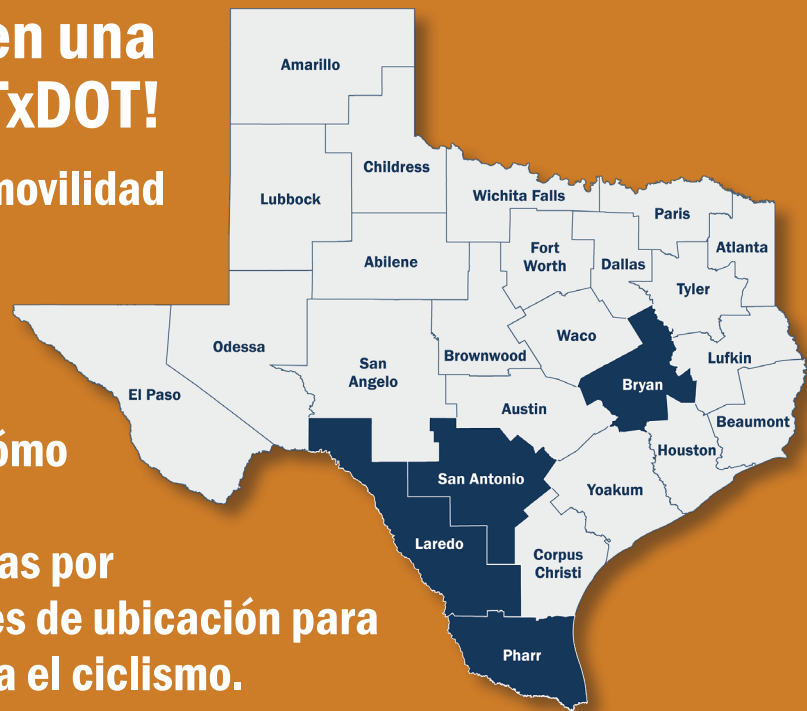 en una
TxDOT!
movilidad
ómo
as por
es de ubicación para
a el ciclismo.
Amarillo
Childress
Lubbock
Wichita Falls
Paris
Atlanta
Abilene
Fort
Worth
Dallas
Tyler
Odessa
San
Angelo
Brownwood
Waco
Lufkin
El Paso
Bryan
Austin
Beaumont
Houston
San Antonio
Yoakum
Laredo
Corpus
Christi
Pharr